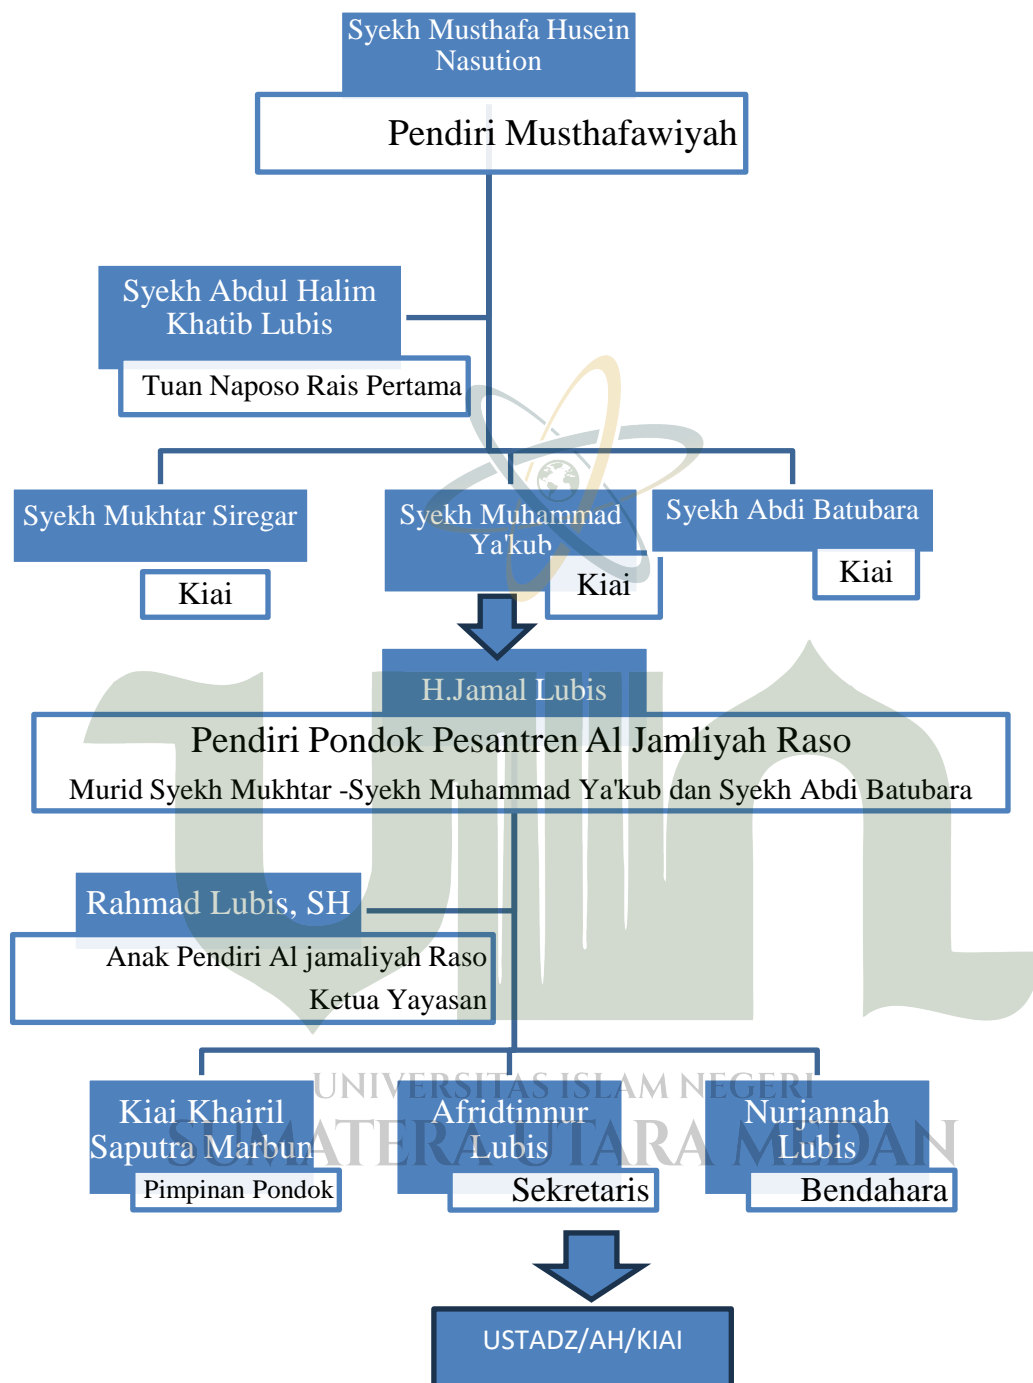 Syekh Musthafa Husein
Nasution
Pendiri Musthafawiyah
Syekh Abdul Halim
Khatib Lubis
Tuan Naposo Rais Pertama
Syekh Mukhtar Siregar
Kiai
Syekh Muhammad
Ya'kub
Kiai
Syekh Abdi Batubara
Kiai
H.Jamal Lubis
Pendiri Pondok Pesantren Al Jamliyah Raso
Murid Syekh Mukhtar -Syekh Muhammad Ya'kub dan Syekh Abdi Batubara
Rahmad Lubis, SH
Anak Pendiri Al jamaliyah Raso
Ketua Yayasan
UNIVERSITAS ISLAM NEGERI
SUMATERA UTARA MEDAN
Kiai Khairil
Saputra Marbun
Pimpinan Pondok
Afridtinnur
Lubis
Sekretaris
Nurjannah
Lubis
Bendahara
USTADZ/AH/KIAI